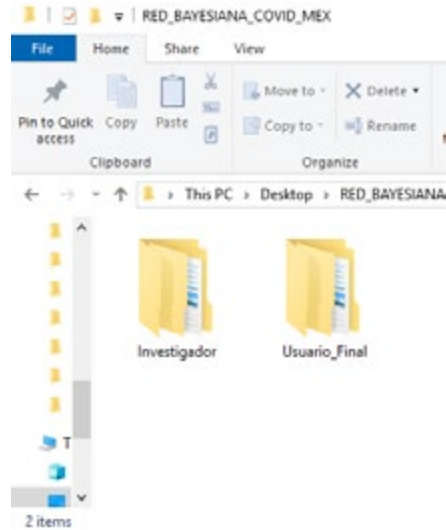 RED_BAYESIANA_COVID_MEX
File Home Share View
Pin to Quick access Copy Paste
Move to Copy to Delete Rename
Clipboard Organize
This PC > Desktop > RED_BAYESIANA
Investigador Usuario_Final
T
2 items